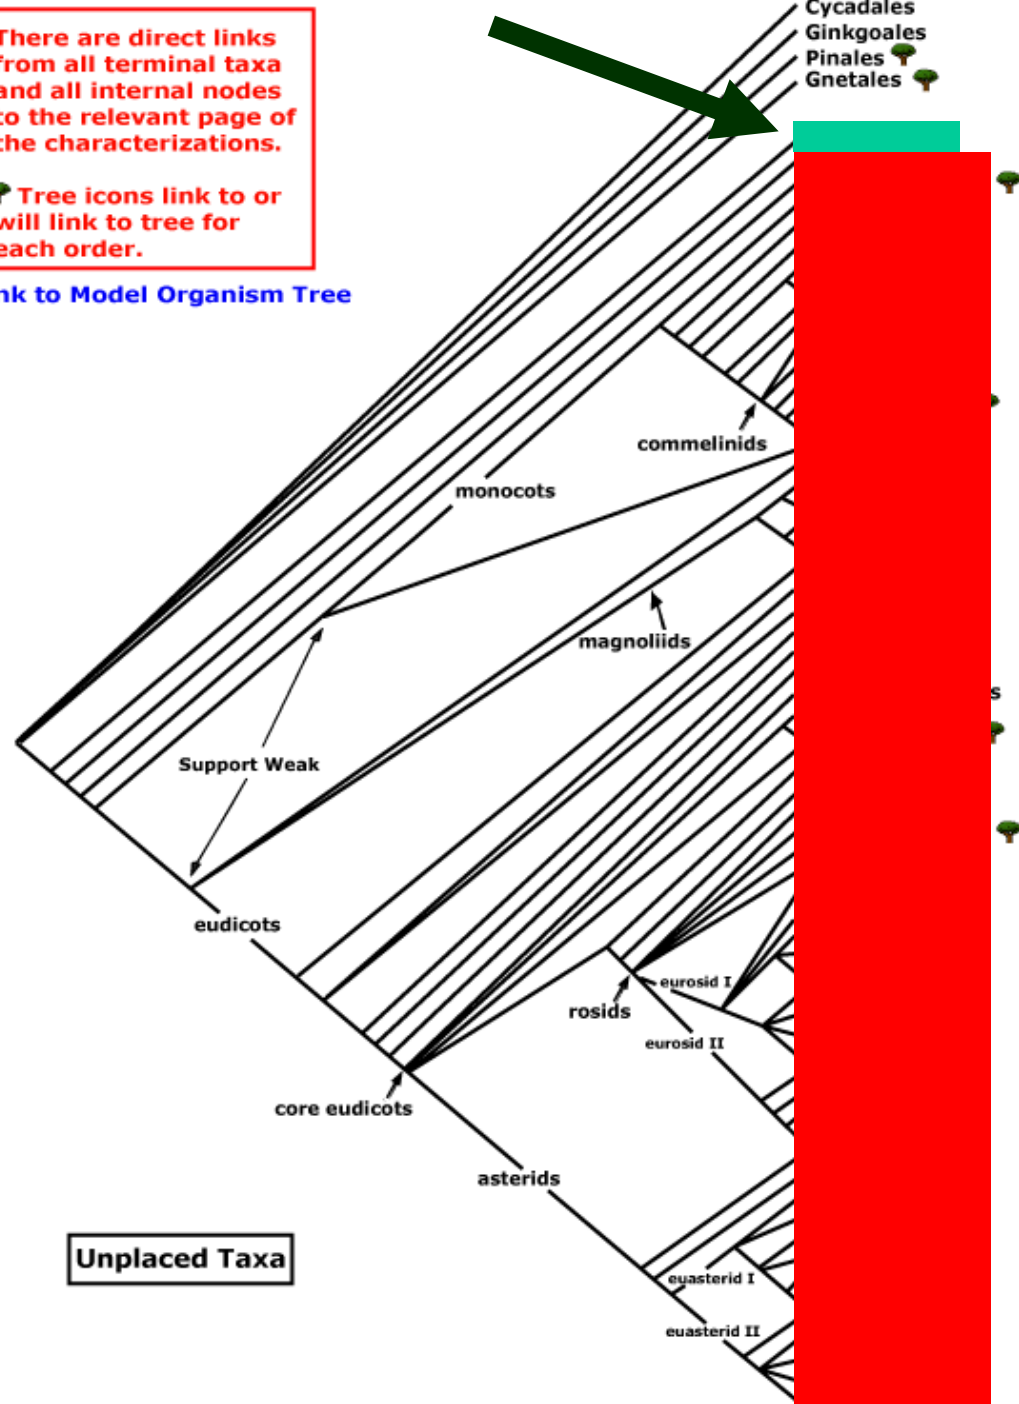 Cycadales
Ginkgoales
Pinales
Gnetales
There are direct links
from all terminal taxa
and all internal nodes
to the relevant page of
the characterizations.
Tree icons link to or
will link to tree for
each order.
nk to Model Organism Tree
commelinids
monocots
magnoliids
s
Support Weak
eudicots
eurosid I
rosids
eurosid II
core eudicots
asterids
Unplaced Taxa
euasterid I
euasterid II